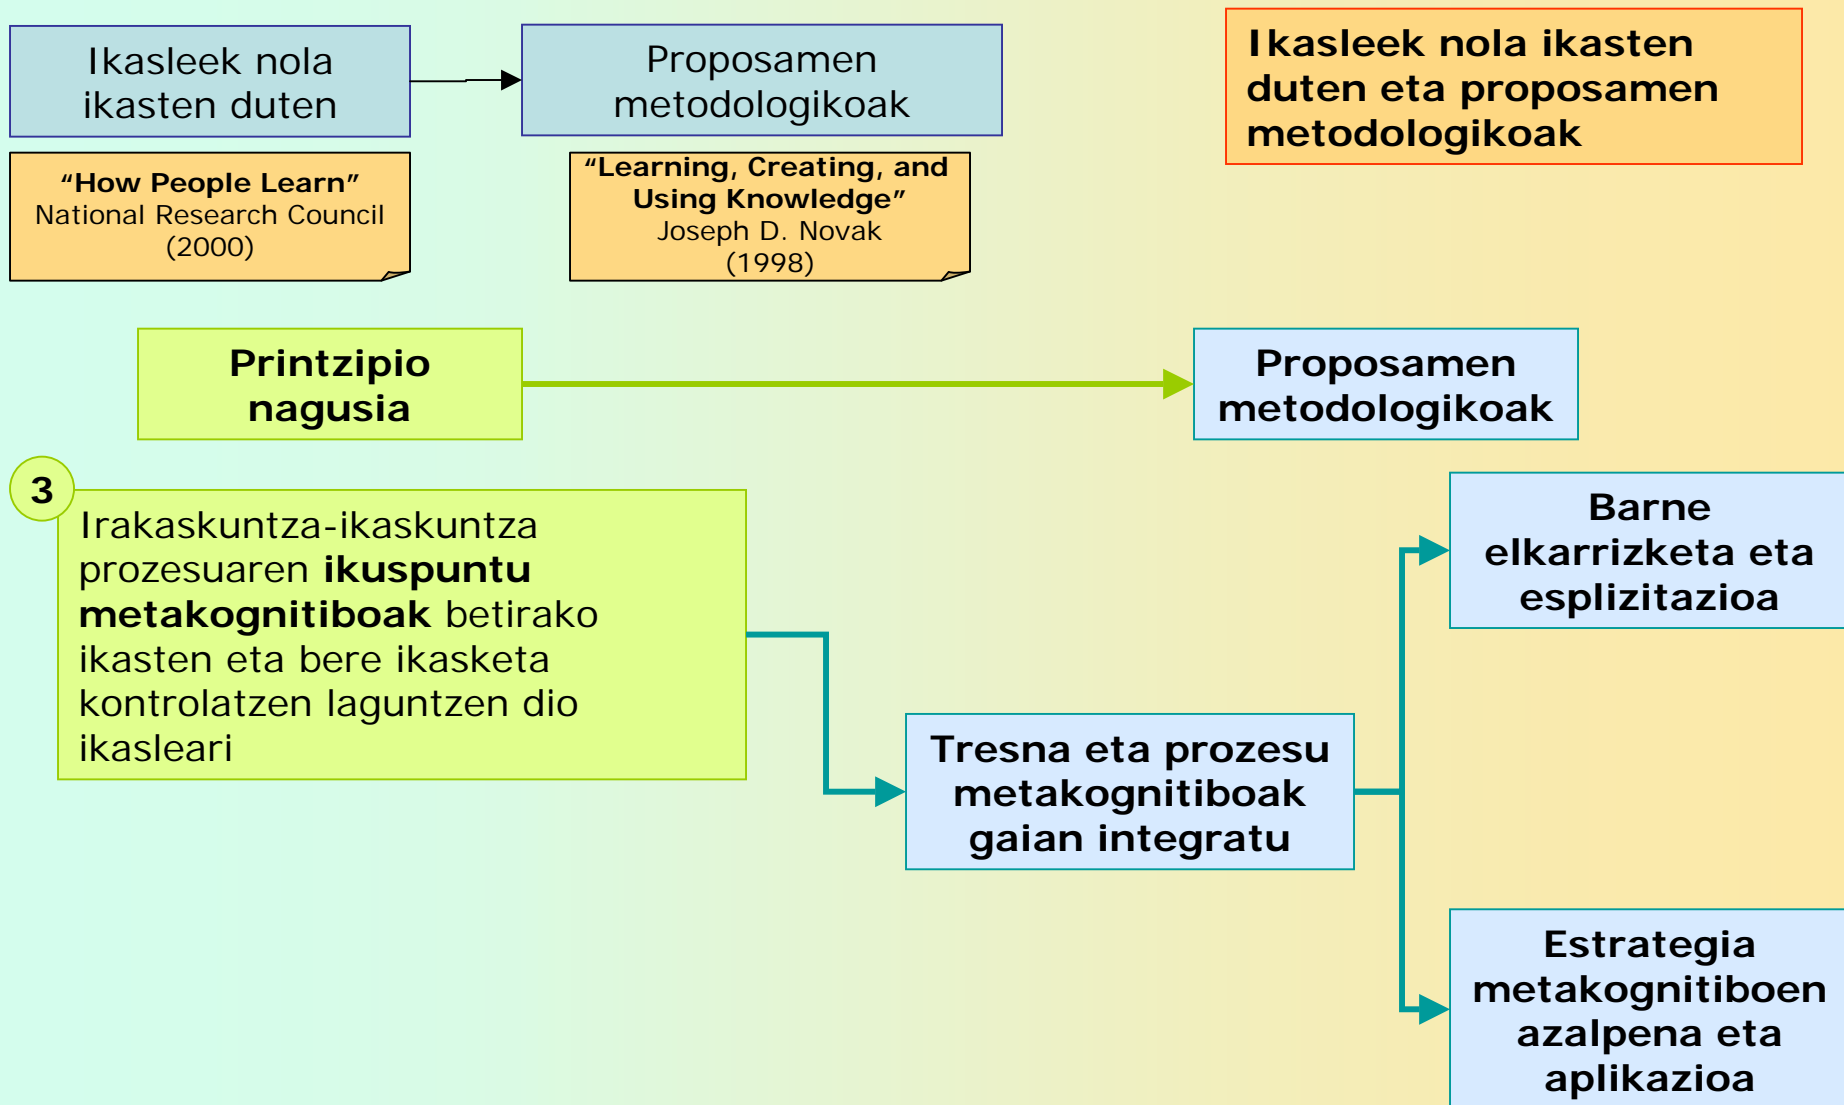 Ikasleek nola
ikasten duten
Proposamen
metodologikoak
Ikasleek nola ikasten
duten eta proposamen
metodologikoak
“How People Learn”
National Research Council
(2000)
“Learning, Creating, and
Using Knowledge”
Joseph D. Novak
(1998)
Printzipio
nagusia
Proposamen
metodologikoak
3
Irakaskuntza-ikaskuntza
prozesuaren ikuspuntu
metakognitiboak betirako
ikasten eta bere ikasketa
kontrolatzen laguntzen dio
ikasleari
Tresna eta prozesu
metakognitiboak
gaian integratu
Barne
elkarrizketa eta
esplizitazioa
Estrategia
metakognitiboen
azalpena eta
aplikazioa